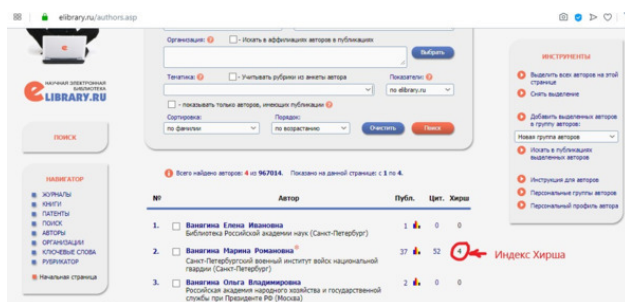 elibrary.ru/authors.asp
Организация: - Искать в аффилиациях авторов в публикациях
Выбрать
Тематика: - Учитывать рубрики из анкеты автора Показатели:
по elibrary.ru
- показывать только авторов, имеющих публикации
Сортировка: Порядок:
по фамилии по возрастанию Очистить Поиск
НАУЧНАЯ ЭЛЕКТРОННАЯ
БИБЛИОТЕКА
LIBRARY.RU
ПОИСК
НАВИГАТОР
ЖУРНАЛЫ
КНИГИ
ПАТЕНТЫ
ПОИСК
АВТОРЫ
ОРГАНИЗАЦИИ
КЛЮЧЕВЫЕ СЛОВА
РУБРИКАТОР
Начальная страница
Всего найдено авторов: 4 из 967014. Показано на данной странице: с 1 по 4.
№ Автор Публ. Цит. Хирш
1. Ванягина Елена Ивановна 1 0 0
Библиотека Российской академии наук (Санкт-Петербург)
2. Ванягина Марина Романовна 37 52 4
Санкт-Петербургский военный институт войск национальной
гвардии (Санкт-Петербург)
3. Ванягина Ольга Владимировна 2 0 0
Российская академия народного хозяйства и государственной
службы при Президенте РФ (Москва)
Индекс Хирша
ИНСТРУМЕНТЫ
Выделить всех авторов на этой
странице
Снять выделение
Добавить выделенных авторов
в группу авторов:
Новая группа авторов
Искать в публикациях
выделенных авторов
Инструкция для авторов
Персональные группы авторов
Персональный профиль автора